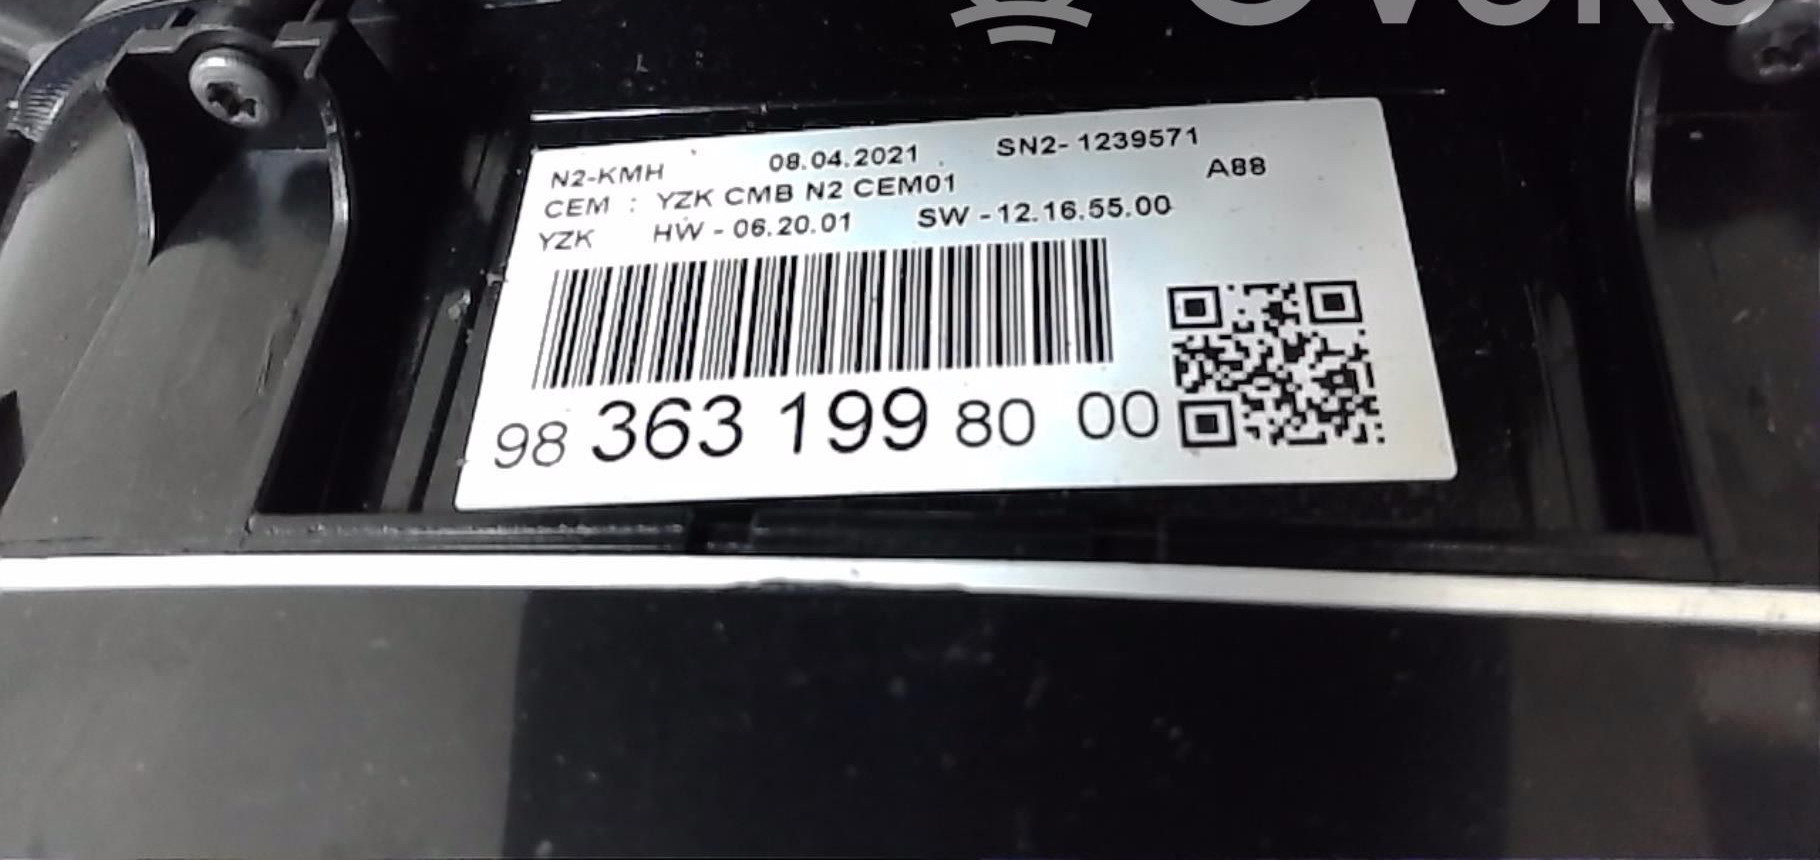 N2-KMH 08.04.2021 SN2-1239571
A88
CEM : YZK CMB N2 CEM01
YZK HW - 06.20.01 SW - 12.16.55.00
98 363 199 80 00